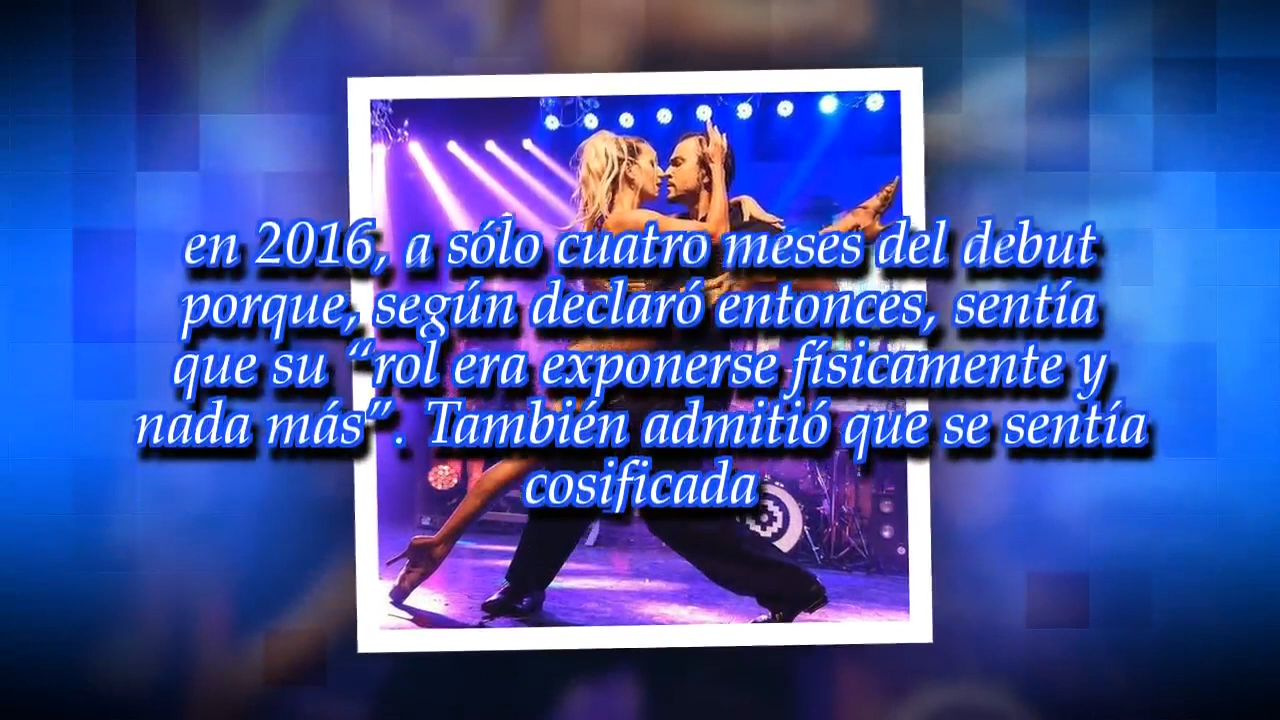 en 2016, a sólo cuatro meses del debut
porque, según declaró entonces, sentía
que su “rol era exponerse físicamente y
nada más”. También admitió que se sentía
cosificada